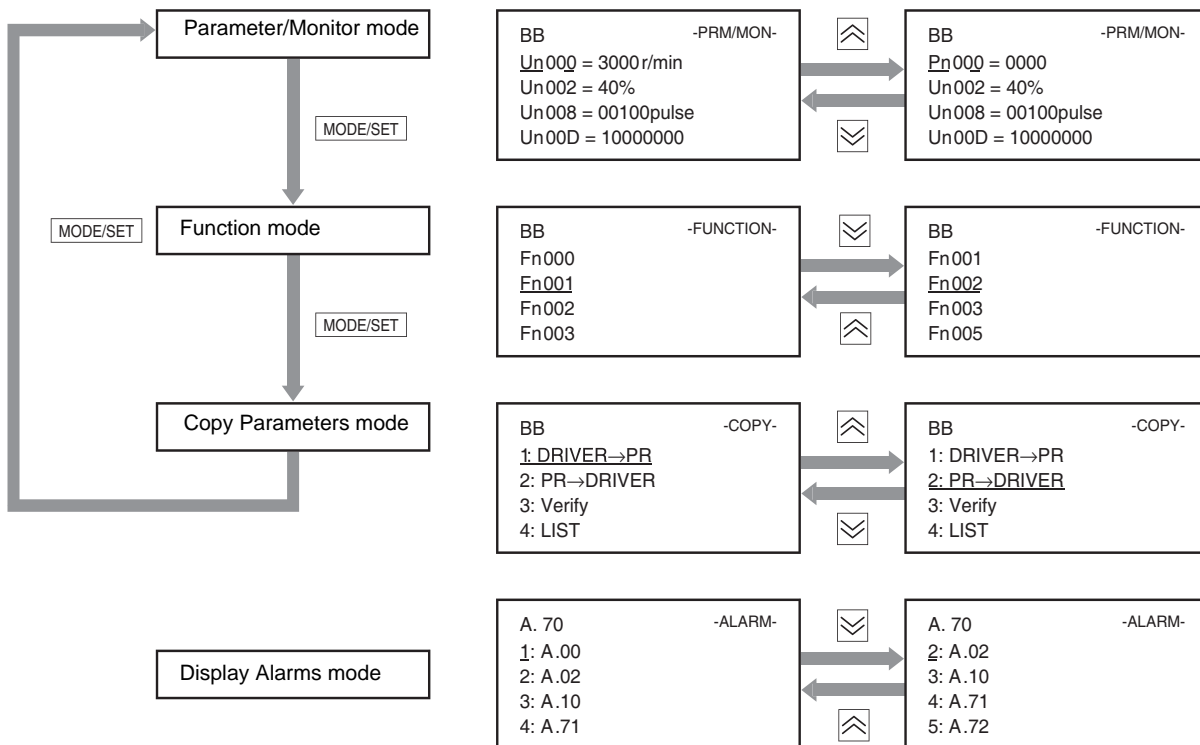 Parameter/Monitor mode
MODE/SET
BB -PRM/MON-
Un000 = 3000r/min
Un002 = 40%
Un008 = 00100pulse
Un00D = 10000000
BB -PRM/MON-
Pn000 = 0000
Un002 = 40%
Un008 = 00100pulse
Un00D = 10000000
MODE/SET
Function mode
MODE/SET
BB -FUNCTION-
Fn000
Fn001
Fn002
Fn003
BB -FUNCTION-
Fn001
Fn002
Fn003
Fn005
Copy Parameters mode
BB -COPY-
1: DRIVER→PR
2: PR→DRIVER
3: Verify
4: LIST
BB -COPY-
1: DRIVER→PR
2: PR→DRIVER
3: Verify
4: LIST
Display Alarms mode
A. 70 -ALARM-
1: A.00
2: A.02
3: A.10
4: A.71
A. 70 -ALARM-
2: A.02
3: A.10
4: A.71
5: A.72